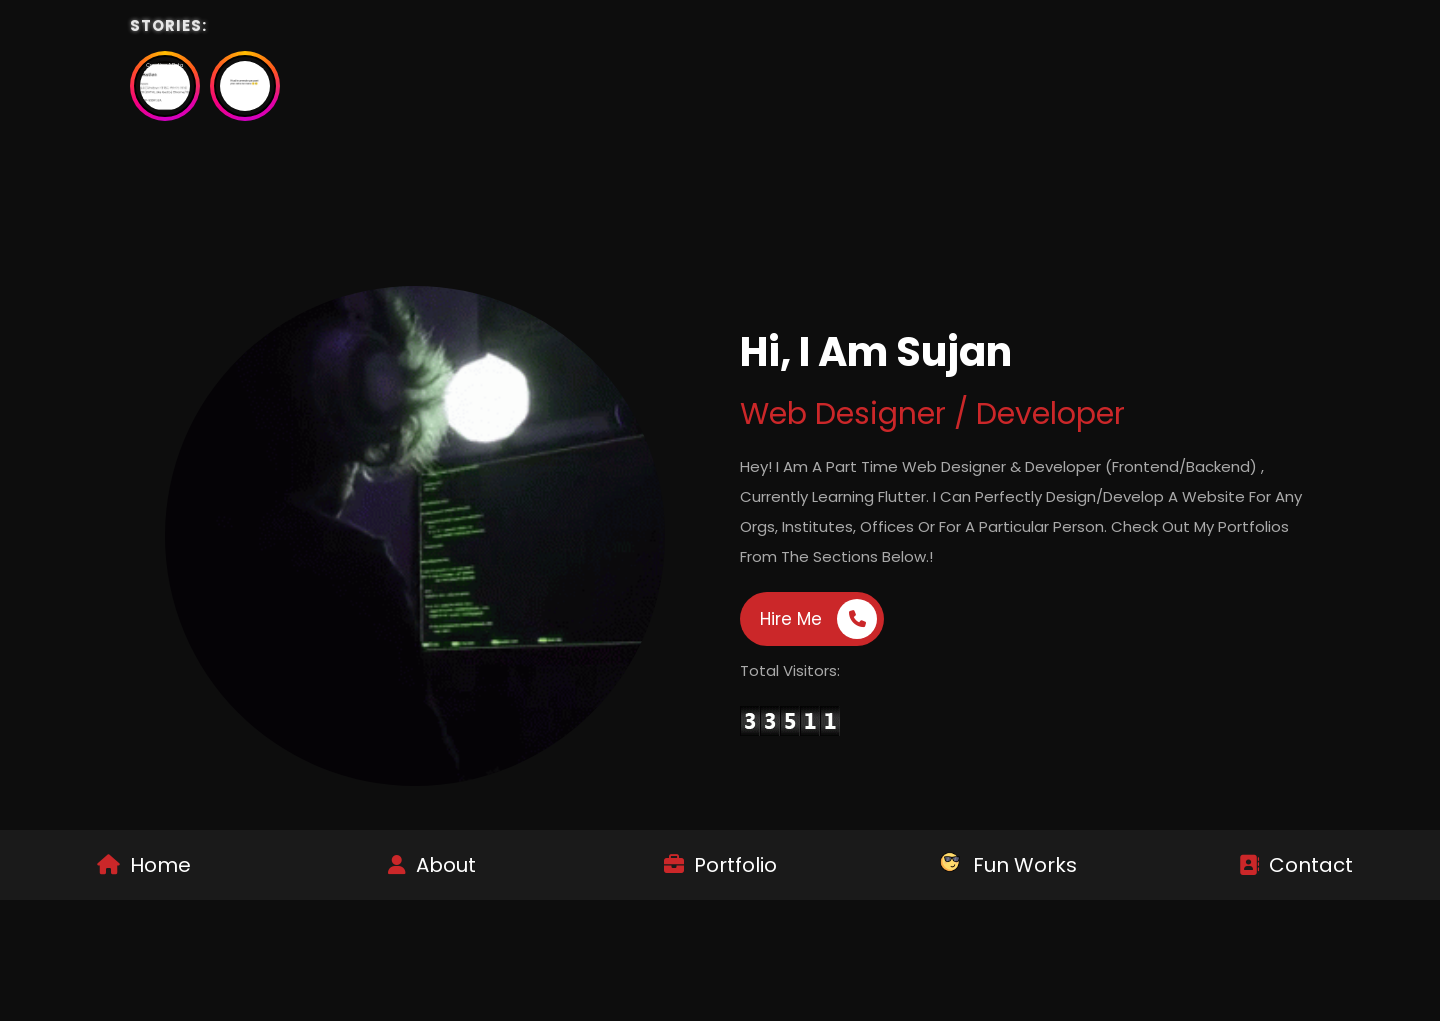 STORIES:
Hi, I Am Sujan
Web Designer / Developer
Hey! I Am A Part Time Web Designer & Developer (Frontend/Backend) ,
Currently Learning Flutter. I Can Perfectly Design/Develop A Website For Any
Orgs, Institutes, Offices Or For A Particular Person. Check Out My Portfolios
From The Sections Below.!
Hire Me
Total Visitors:
33511
Home
About
Portfolio
Fun Works
Contact